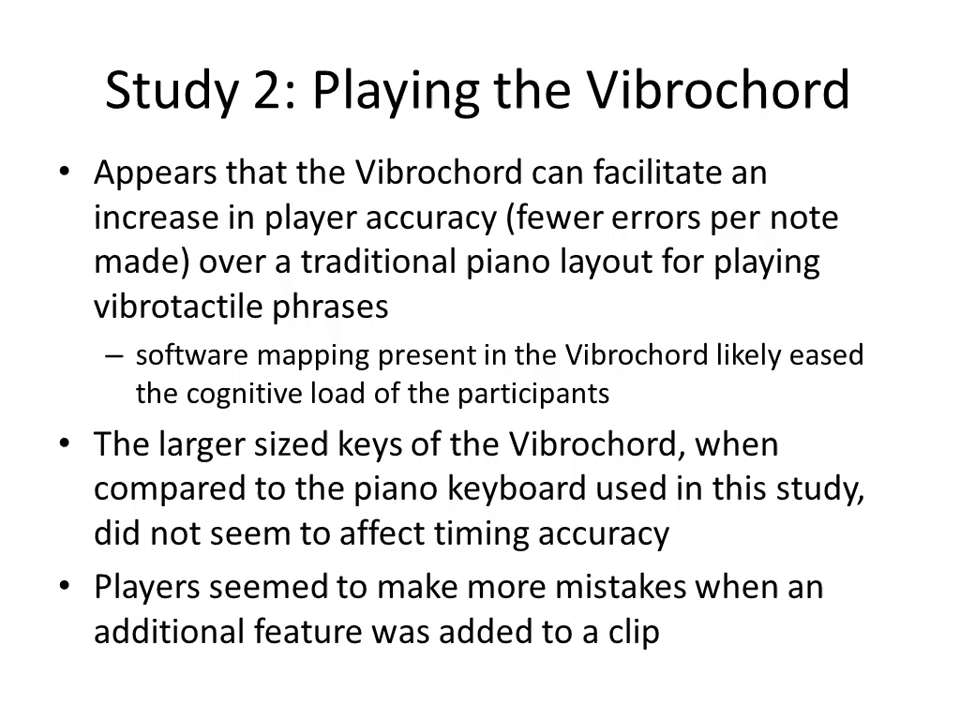 Study 2: Playing the Vibrochord
• Appears that the Vibrochord can facilitate an
increase in player accuracy (fewer errors per note
made) over a traditional piano layout for playing
vibrotactile phrases
– software mapping present in the Vibrochord likely eased
the cognitive load of the participants
• The larger sized keys of the Vibrochord, when
compared to the piano keyboard used in this study,
did not seem to affect timing accuracy
• Players seemed to make more mistakes when an
additional feature was added to a clip